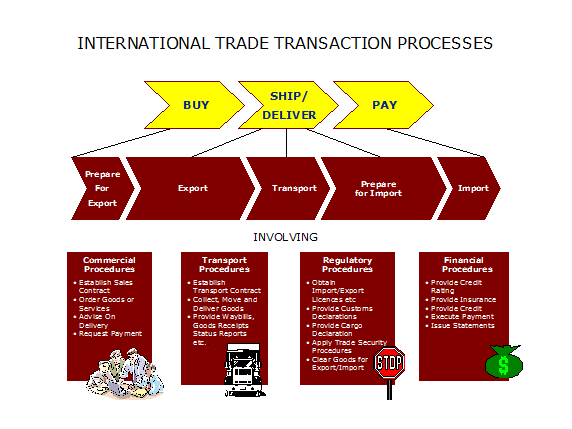 INTERNATIONAL TRADE TRANSACTION PROCESSES
BUY
SHIP/
DELIVER
PAY
Prepare
For
Export
Export
Transport
Prepare
for Import
Import
INVOLVING
Commercial
Procedures
• Establish Sales
Contract
• Order Goods or
Services
• Advise On
Delivery
• Request Payment
Transport
Procedures
• Establish
Transport Contract
• Collect, Move and
Deliver Goods
• Provide Waybills,
Goods Receipts
Status Reports
etc.
Regulatory
Procedures
• Obtain
Import/Export
Licences etc
• Provide Customs
Declarations
• Provide Cargo
Declaration
• Apply Trade Security
Procedures
• Clear Goods for
Export/Import
STOP
Financial
Procedures
• Provide Credit
Rating
• Provide Insurance
• Provide Credit
• Execute Payment
• Issue Statements
$